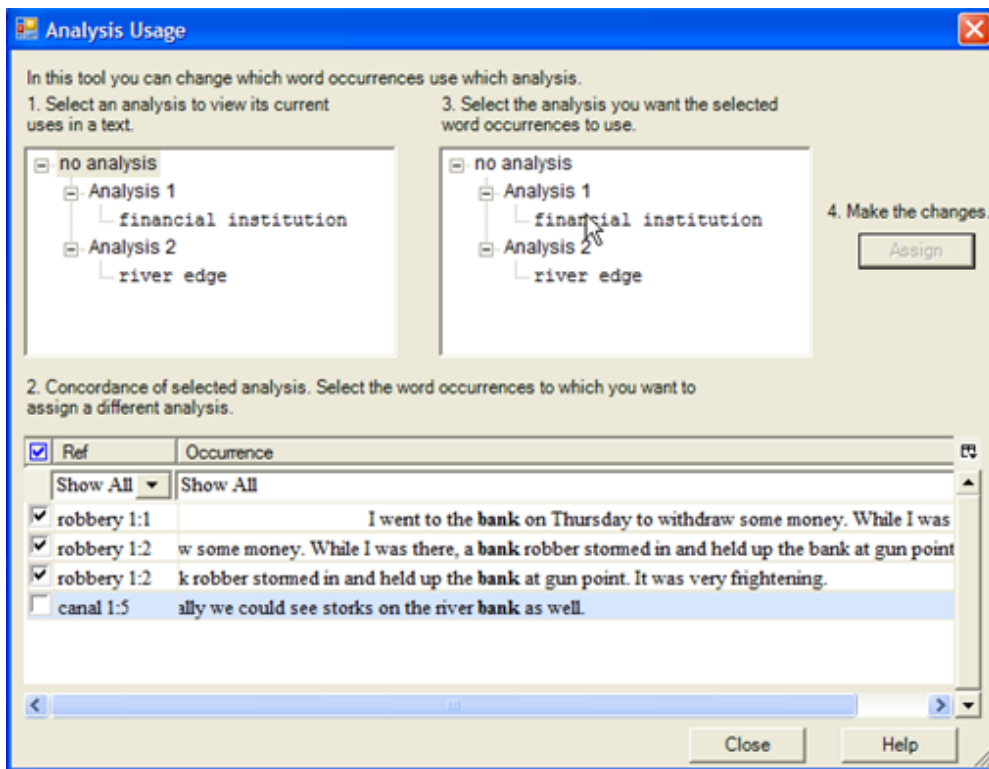 Analysis Usage
In this tool you can change which word occurrences use which analysis.
1. Select an analysis to view its current
uses in a text.
no analysis
Analysis 1
financial institution
Analysis 2
river edge
3. Select the analysis you want the selected
word occurrences to use.
no analysis
Analysis 1
financial institution
Analysis 2
river edge
4. Make the changes.
Assign
2. Concordance of selected analysis. Select the word occurrences to which you want to
assign a different analysis.
Ref Occurrence
Show All Show All
robbery 1:1 I went to the bank on Thursday to withdraw some money. While I was
robbery 1:2 w some money. While I was there, a bank robber stormed in and held up the bank at gun point
robbery 1:2 k robber stormed in and held up the bank at gun point. It was very frightening.
canal 1:5 ally we could see storks on the river bank as well.
Close Help